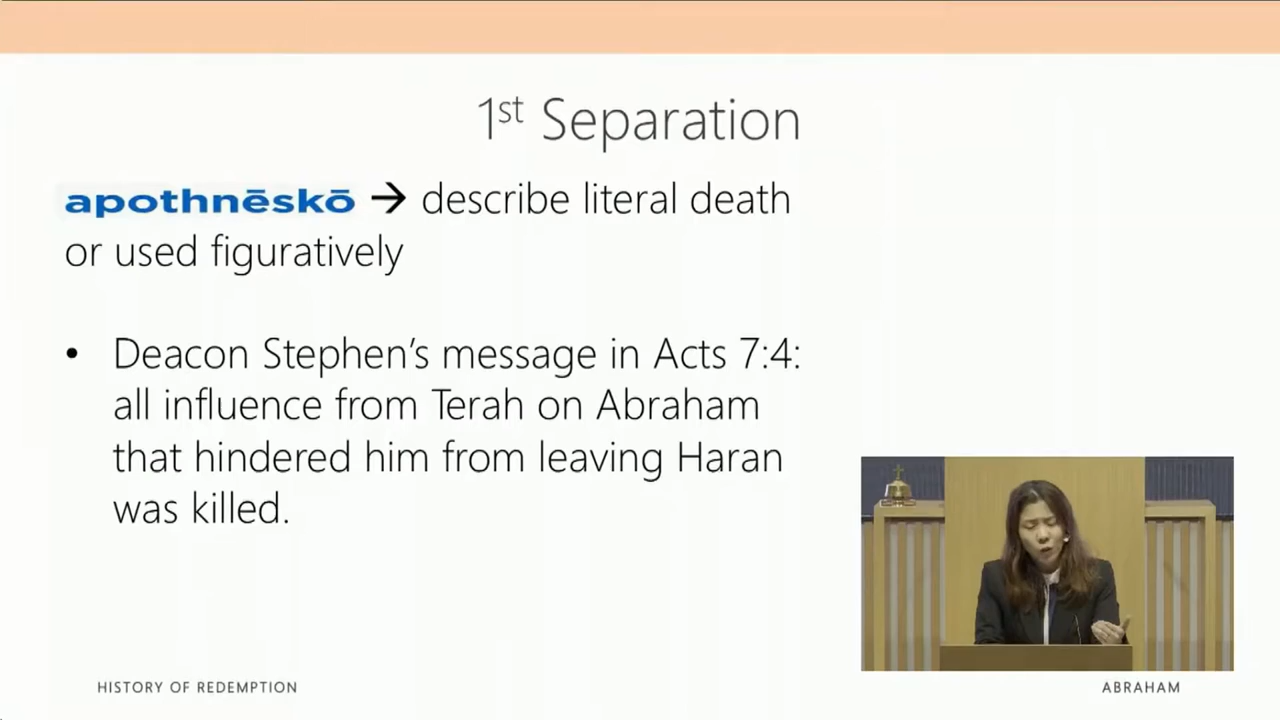 1st Separation
apothnēskō → describe literal death
or used figuratively
• Deacon Stephen's message in Acts 7:4:
all influence from Terah on Abraham
that hindered him from leaving Haran
was killed.
HISTORY OF REDEMPTION
ABRAHAM